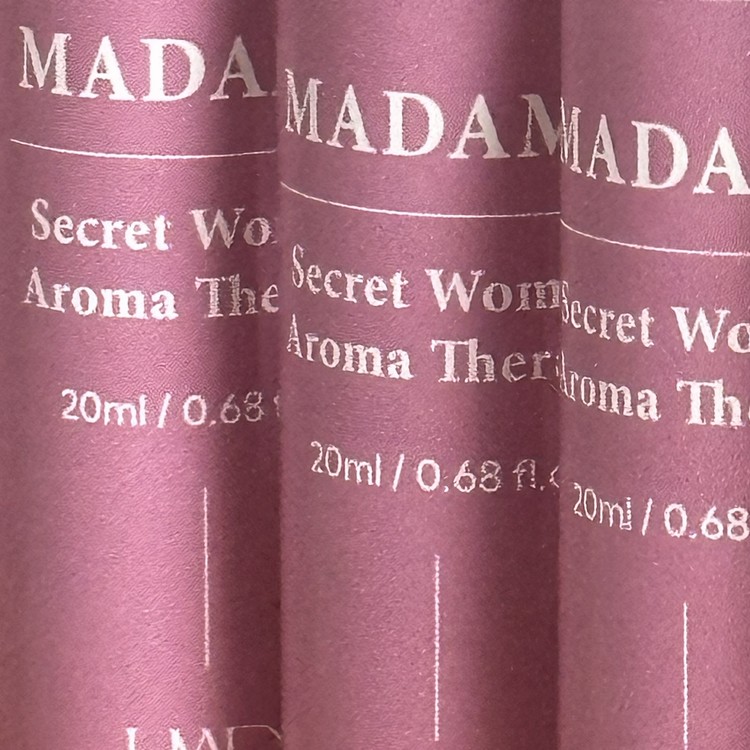 MADA
Secret Wo
Aroma The
20ml / 0.68 f
MADAM
Secret Wom
Aroma Ther
20ml / 0.68 fl.
MADA
Secret Wo
Aroma Th
20ml / 0.68